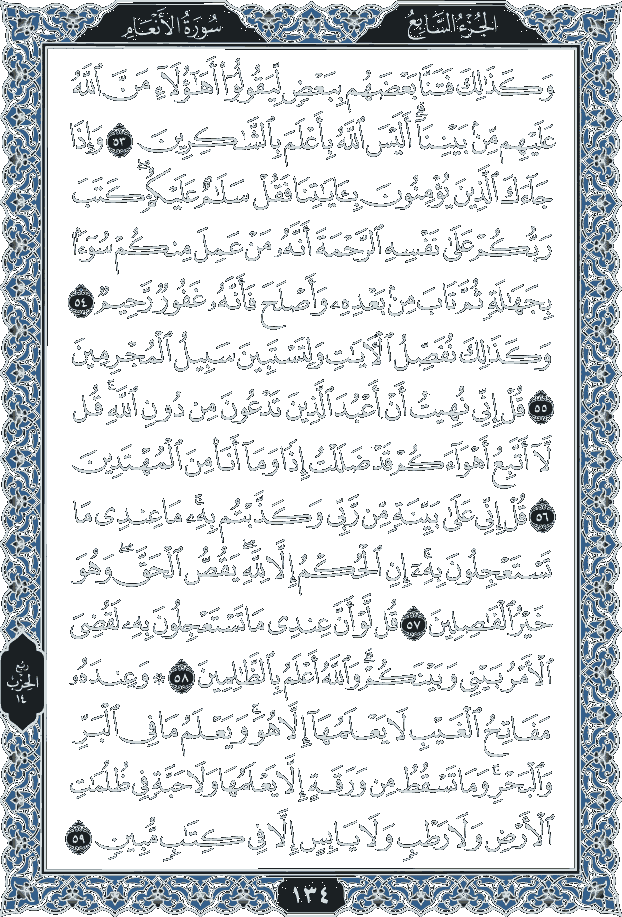 الجزء السابع
سورة الأنعام
وَكَذَٰلِكَ فَتَنَّا بَعْضَهُم بِبَعْضٍ لِّيَقُولُوٓا۟ أَهَٰٓؤُلَآءِ مَنَّ ٱللَّهُ
عَلَيْهِم مِّنۢ بَيْنِنَآ ۗ أَلَيْسَ ٱللَّهُ بِأَعْلَمَ بِٱلشَّٰكِرِينَ ٥٣ وَإِذَا
جَآءَكَ ٱلَّذِينَ يُؤْمِنُونَ بِـَٔايَٰتِنَا فَقُلْ سَلَٰمٌ عَلَيْكُمْ ۖ كَتَبَ
رَبُّكُمْ عَلَىٰ نَفْسِهِ ٱلرَّحْمَةَ ۖ أَنَّهُۥ مَنْ عَمِلَ مِنكُمْ سُوٓءًۢا
بِجَهَٰلَةٍ ثُمَّ تَابَ مِنۢ بَعْدِهِۦ وَأَصْلَحَ فَأَنَّهُۥ غَفُورٌ رَّحِيمٌ ٥٤
وَكَذَٰلِكَ نُفَصِّلُ ٱلْءَايَٰتِ وَلِتَسْتَبِينَ سَبِيلُ ٱلْمُجْرِمِينَ
٥٥ قُلْ إِنِّى نُهِيتُ أَنْ أَعْبُدَ ٱلَّذِينَ تَدْعُونَ مِن دُونِ ٱللَّهِ ۚ قُل
لَّآ أَتَّبِعُ أَهْوَآءَكُمْ ۙ قَدْ ضَلَلْتُ إِذًا وَمَآ أَنَا۠ مِنَ ٱلْمُهْتَدِينَ
٥٦ قُلْ إِنِّى عَلَىٰ بَيِّنَةٍ مِّن رَّبِّى وَكَذَّبْتُم بِهِۦ ۚ مَا عِندِى مَا
تَسْتَعْجِلُونَ بِهِۦٓ ۚ إِنِ ٱلْحُكْمُ إِلَّا لِلَّهِ ۖ يَقُصُّ ٱلْحَقَّ ۖ وَهُوَ
خَيْرُ ٱلْفَٰصِلِينَ ٥٧ قُل لَّوْ أَنَّ عِندِى مَا تَسْتَعْجِلُونَ بِهِۦ لَقُضِىَ
ٱلْأَمْرُ بَيْنِى وَبَيْنَكُمْ ۗ وَٱللَّهُ أَعْلَمُ بِٱلظَّٰلِمِينَ ٥٨ ۞ وَعِندَهُۥ
مَفَاتِحُ ٱلْغَيْبِ لَا يَعْلَمُهَآ إِلَّا هُوَ ۚ وَيَعْلَمُ مَا فِى ٱلْبَرِّ
وَٱلْبَحْرِ ۚ وَمَا تَسْقُطُ مِن وَرَقَةٍ إِلَّا يَعْلَمُهَا وَلَا حَبَّةٍ فِى ظُلُمَٰتِ
ٱلْأَرْضِ وَلَا رَطْبٍ وَلَا يَابِسٍ إِلَّا فِى كِتَٰبٍ مُّبِينٍ ٥٩
ربع
الحزب
١٤
١٣٤